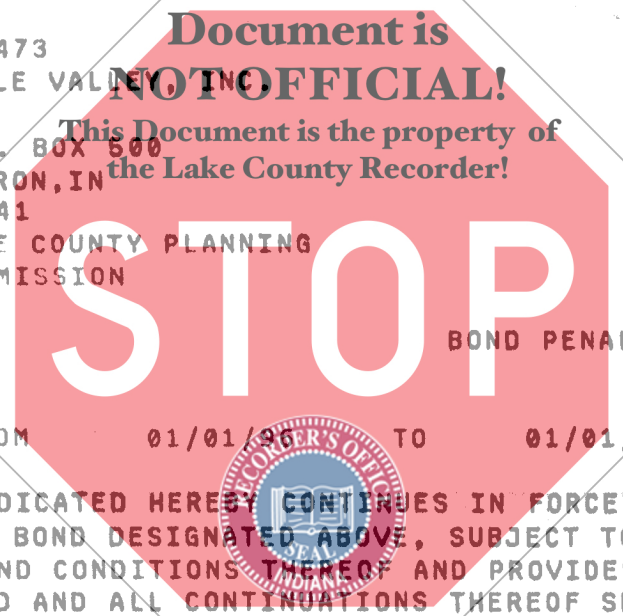 Document is
473
LE VALLEY, INC.
NOT OFFICIAL!
This Document is the property of
. BOX 500
the Lake County Recorder!
RON, IN
41
E COUNTY PLANNING
MISSION
STOP
BOND PENA
OM 01/01/96 TO 01/01
RECORDER'S OFFICE
DICATED HEREBY CONTINUES IN FORCE
BOND DESIGNATED ABOVE, SUBJECT TO
SEAL
ND CONDITIONS THEREOF AND PROVIDE
INDIANA
D AND ALL CONTINUATIONS THEREOF S